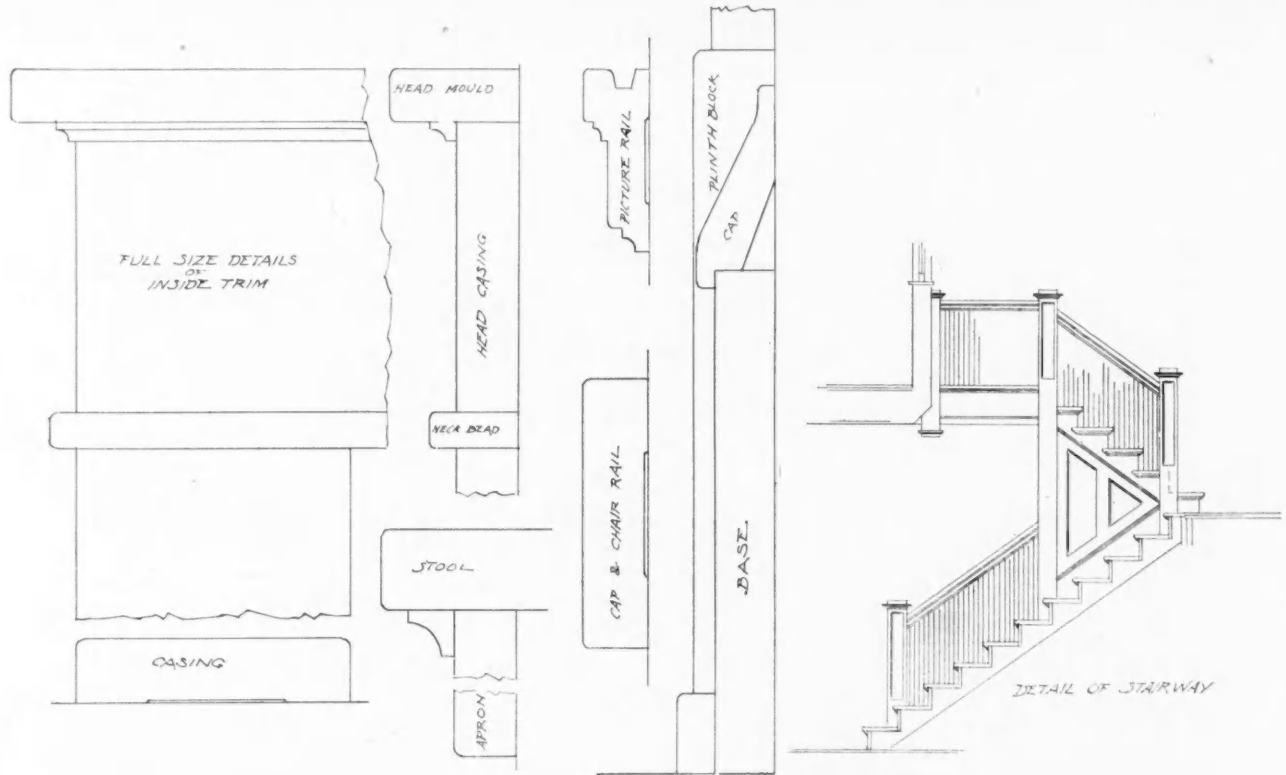 HEAD MOULD
PICTURE RAIL
PLINTH BLOCK
CAP
FULL SIZE DETAILS
OF
INSIDE TRIM
HEAD CASING
NECK BEAD
CAP & CHAIR RAIL
BASE.
STOOL
CASING
APRON
DETAIL OF STAIRWAY